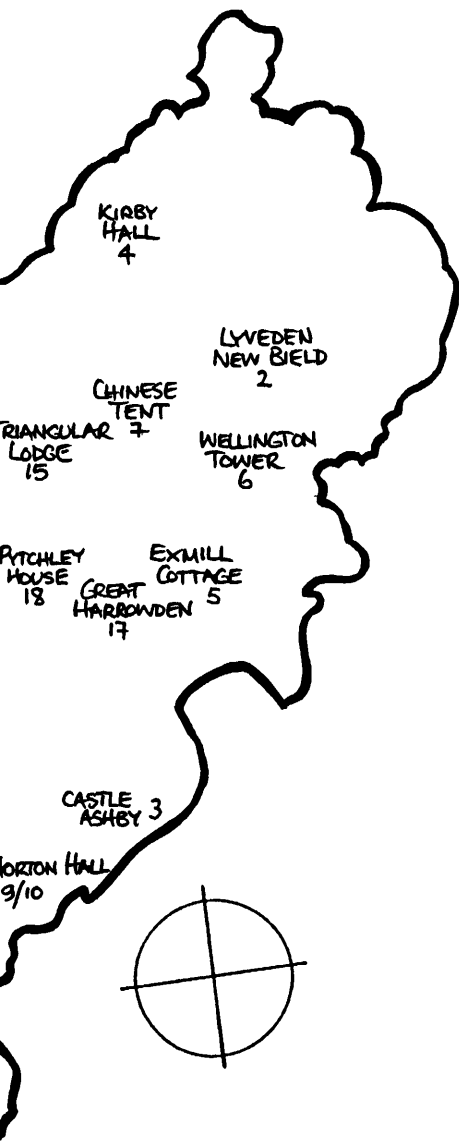 KIRBY
HALL
4
LYVEDEN
NEW BIELD
2
CHINESE
TENT
7
TRIANGULAR
LODGE
15
WELLINGTON
TOWER
6
PYTCHLEY
HOUSE
18
EXMILL
COTTAGE
5
GREAT
HARROWDEN
17
CASTLE
ASHBY 3
HORTON HALL
9/10